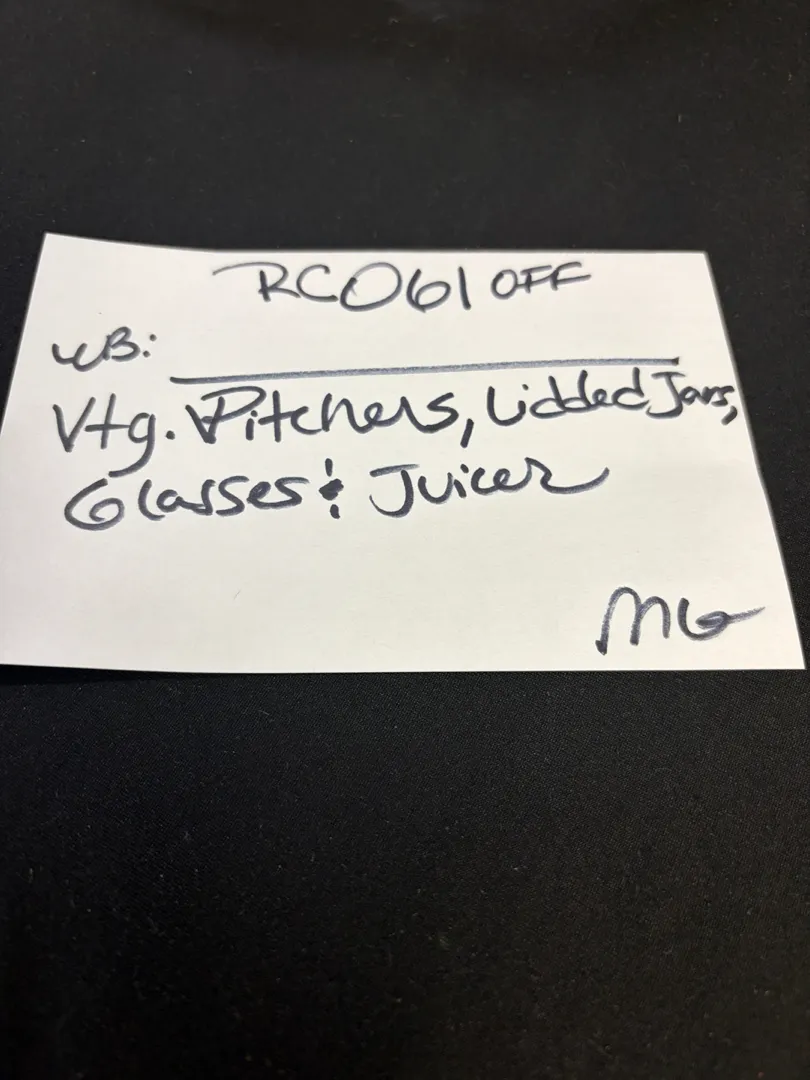 RC061 OFF
WB:
Vtg. Pitchers, Lidded Jars,
Glasses & Juicer
MG